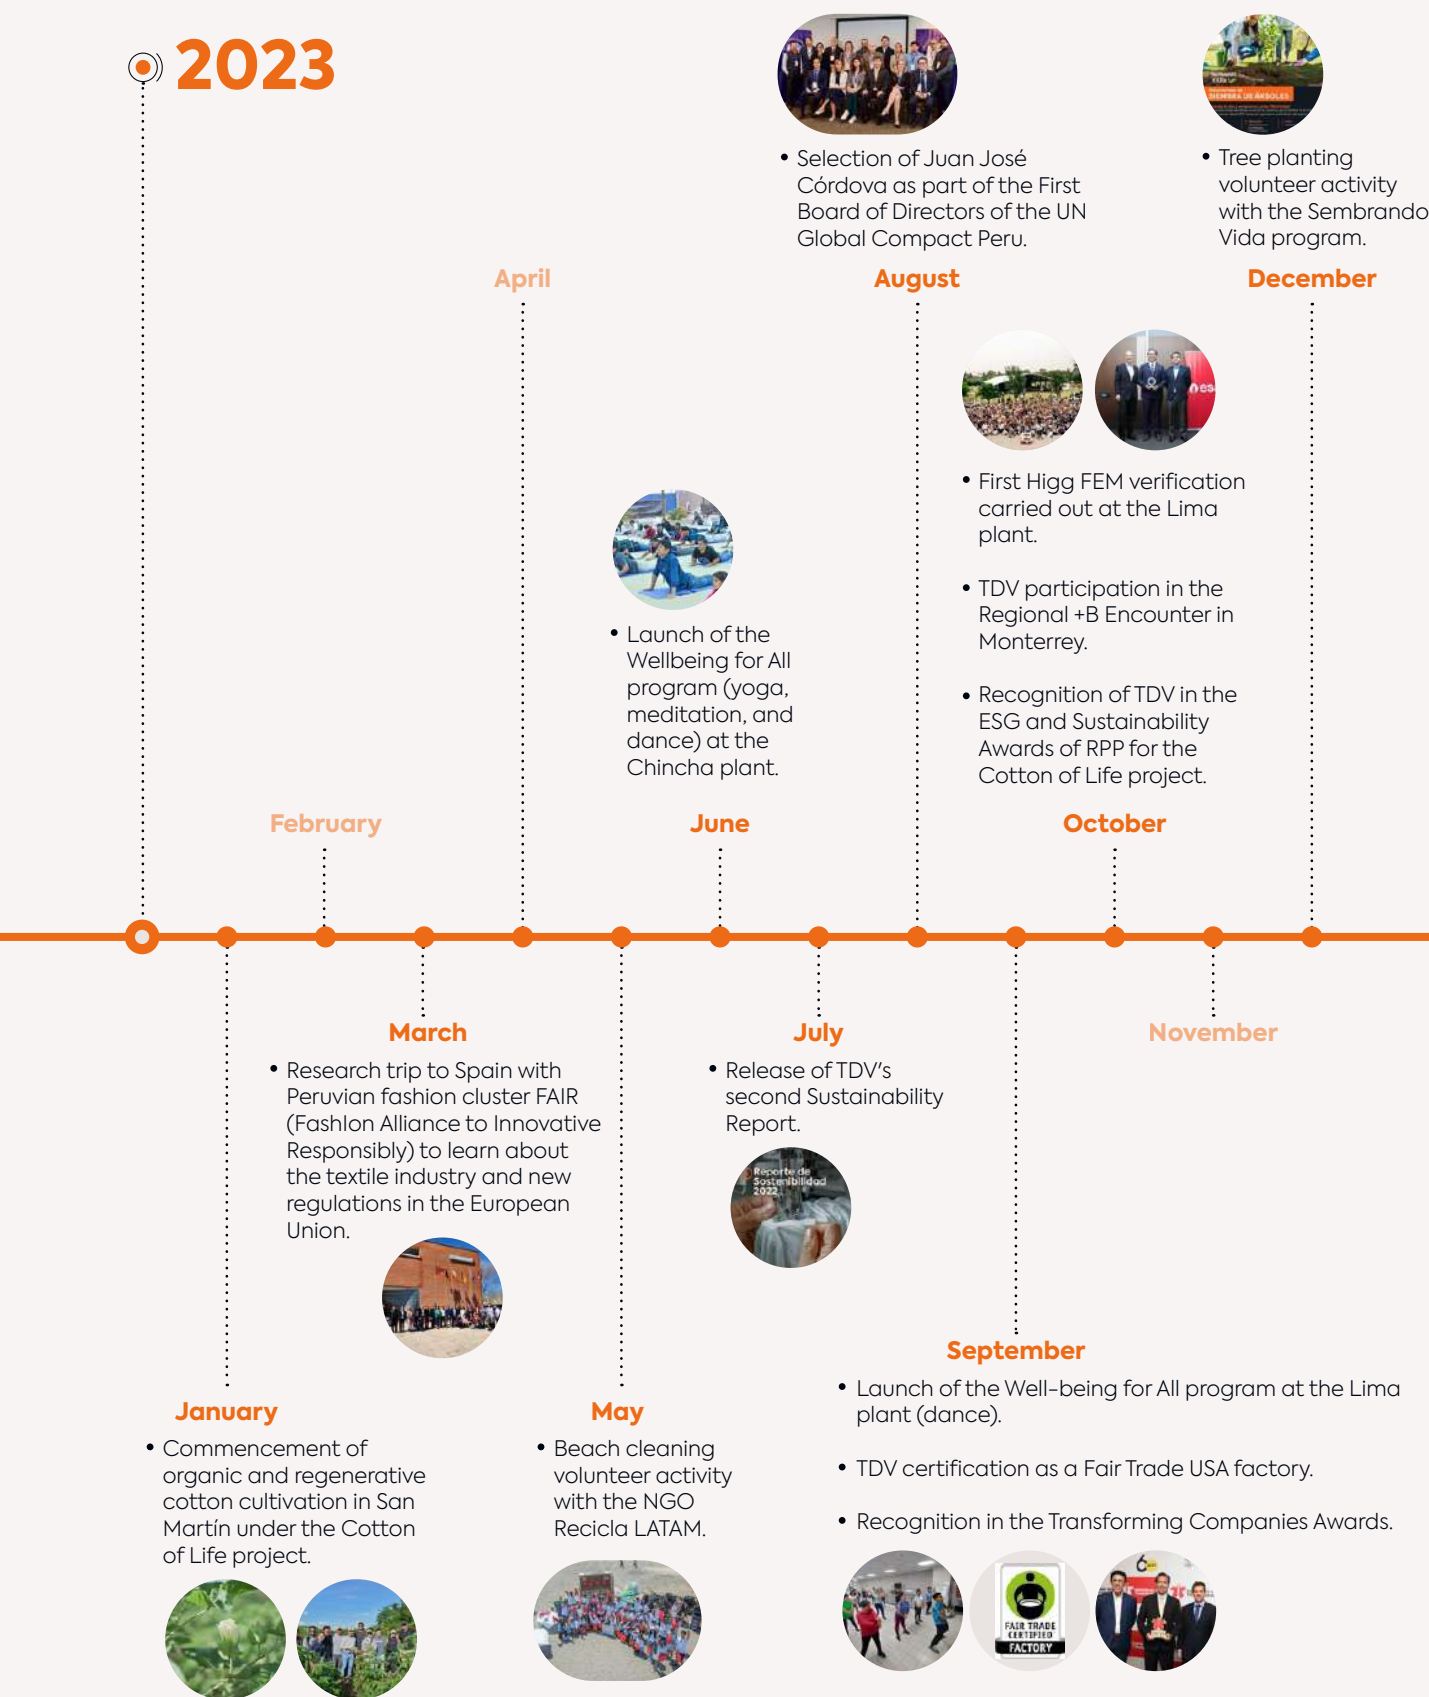 2023
• Selection of Juan José
Córdova as part of the First
Board of Directors of the UN
Global Compact Peru.
August
SIEMBRA DE ÁRBOLES
• Tree planting
volunteer activity
with the Sembrando
Vida program.
December
April
• First Higg FEM verification
carried out at the Lima
plant.
• TDV participation in the
Regional +B Encounter in
Monterrey.
• Recognition of TDV in the
ESG and Sustainability
Awards of RPP for the
Cotton of Life project.
October
• Launch of the
Wellbeing for All
program (yoga,
meditation, and
dance) at the
Chincha plant.
June
February
March
• Research trip to Spain with
Peruvian fashion cluster FAIR
(FashIon Alliance to Innovative
Responsibly) to learn about
the textile industry and new
regulations in the European
Union.
July
• Release of TDV's
second Sustainability
Report.
Reporte de
Sostenibilidad
2022
November
January
• Commencement of
organic and regenerative
cotton cultivation in San
Martín under the Cotton
of Life project.
May
• Beach cleaning
volunteer activity
with the NGO
Recicla LATAM.
September
• Launch of the Well-being for All program at the Lima
plant (dance).
• TDV certification as a Fair Trade USA factory.
• Recognition in the Transforming Companies Awards.
FAIR TRADE
CERTIFIED
FACTORY